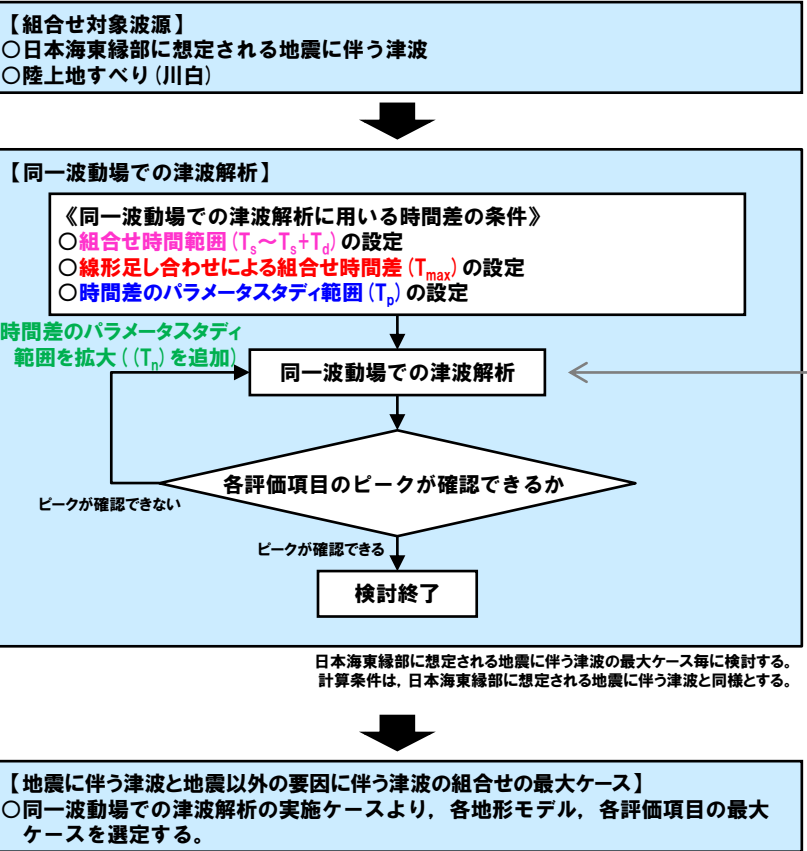 【組合せ対象波源】
○日本海東縁部に想定される地震に伴う津波
○陸上地すべり(川白)
【同一波動場での津波解析】
《同一波動場での津波解析に用いる時間差の条件》
○組合せ時間範囲(Ts～Ts+Td)の設定
○線形足し合わせによる組合せ時間差(Tmax)の設定
○時間差のパラメータスタディ範囲(Tp)の設定
時間差のパラメータスタディ
範囲を拡大((Tn)を追加)
同一波動場での津波解析
各評価項目のピークが確認できるか
ピークが確認できない
ピークが確認できる
検討終了
日本海東縁部に想定される地震に伴う津波の最大ケース毎に検討する。
計算条件は，日本海東縁部に想定される地震に伴う津波と同様とする。
【地震に伴う津波と地震以外の要因に伴う津波の組合せの最大ケース】
○同一波動場での津波解析の実施ケースより，各地形モデル，各評価項目の最大
ケースを選定する。